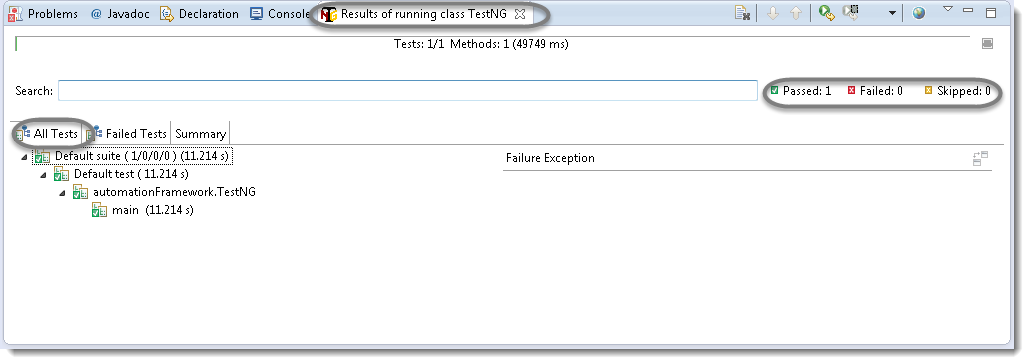 Problems @ Javadoc Declaration Console Results of running class TestNG
Tests: 1/1 Methods: 1 (49749 ms)
Search: Passed: 1 Failed: 0 Skipped: 0
All Tests Failed Tests Summary
Default suite ( 1/0/0/0 ) (11.214 s) Failure Exception
Default test ( 11.214 s)
automationFramework.TestNG
main (11.214 s)